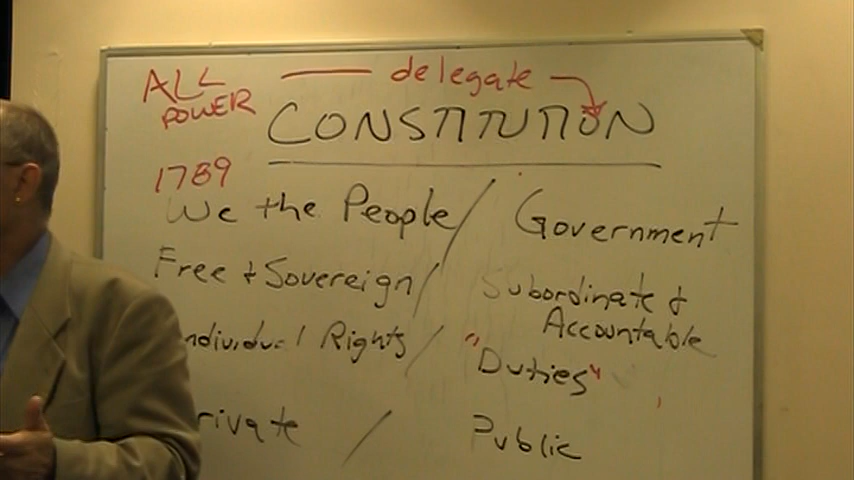 ALL POWER — delegate
CONSTITUTION
1789
We the People / Government
Free & Sovereign / Subordinate &
Accountable
ndividual Rights / "Duties"
rivate / Public